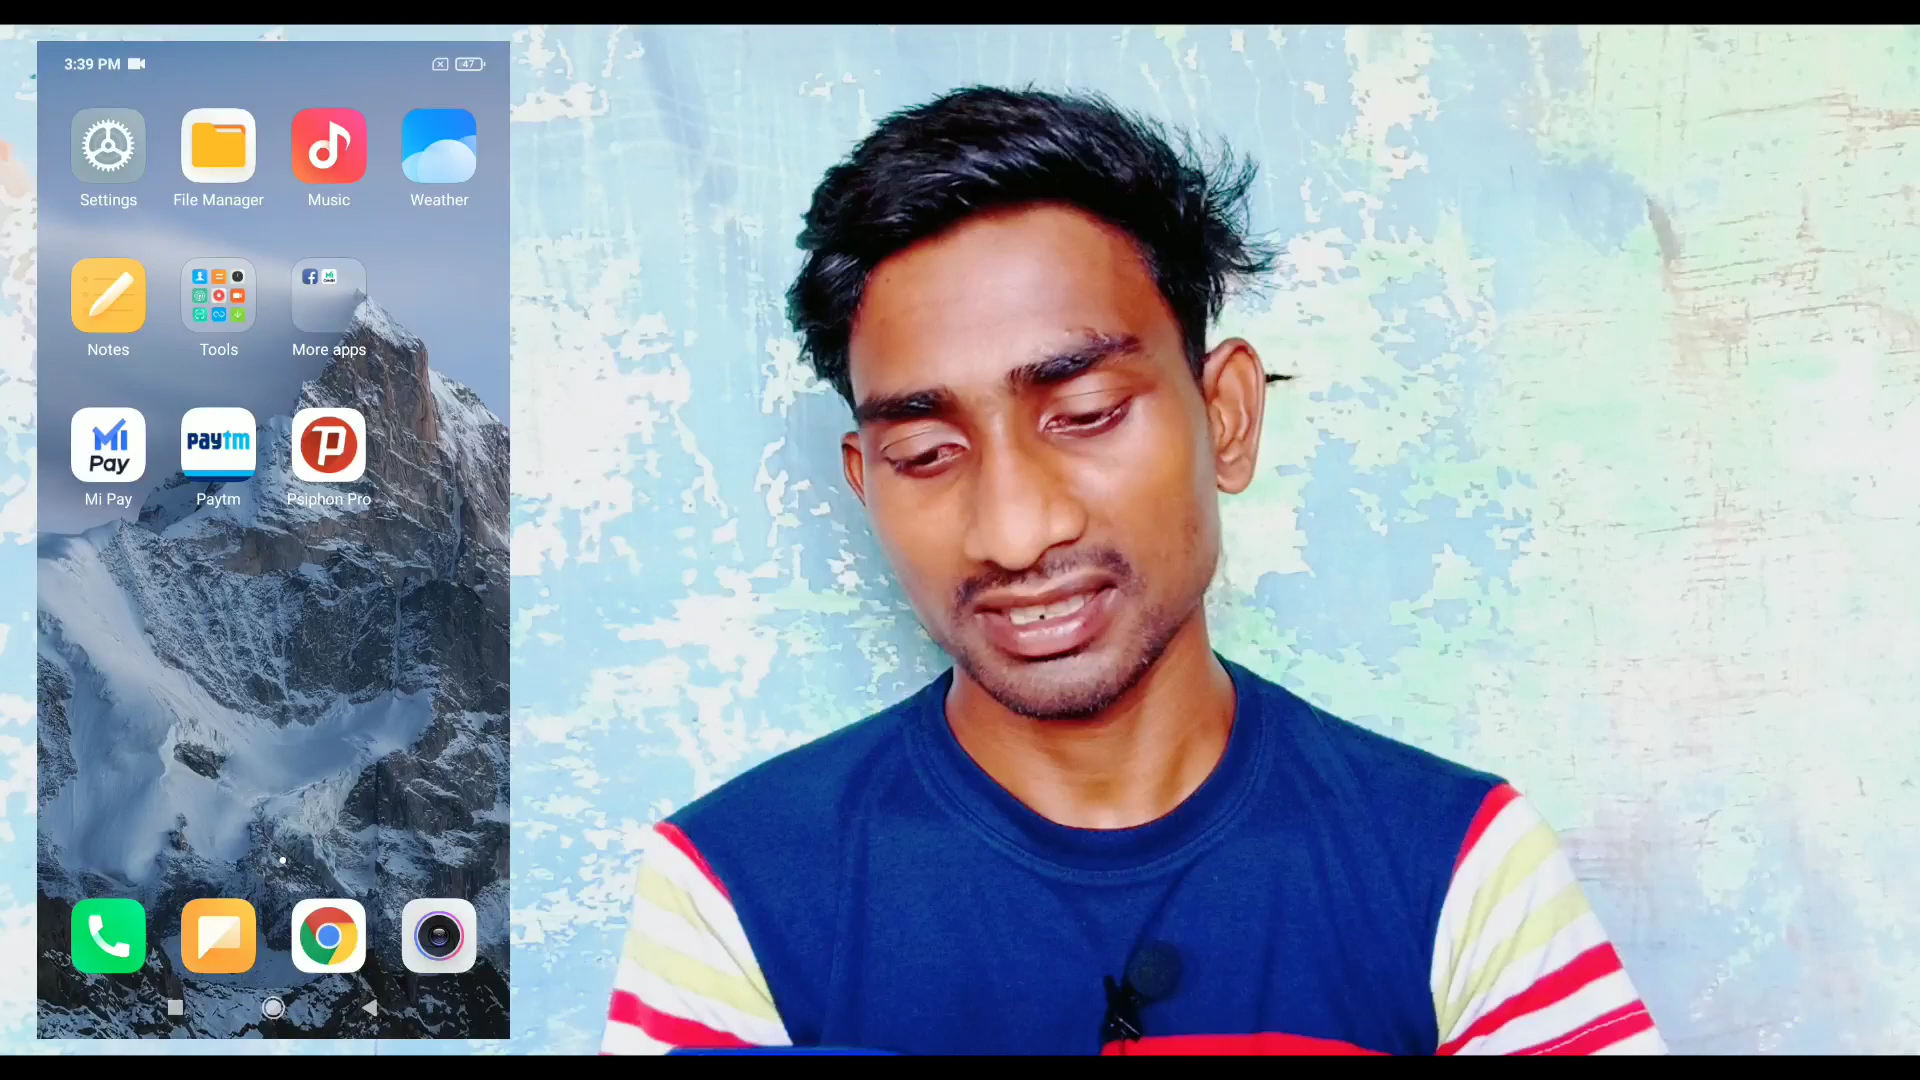 3:39 PM
47
Settings
File Manager
Music
Weather
Notes
Tools
More apps
Mi
Pay
paytm
Mi Pay
Paytm
Psiphon Pro